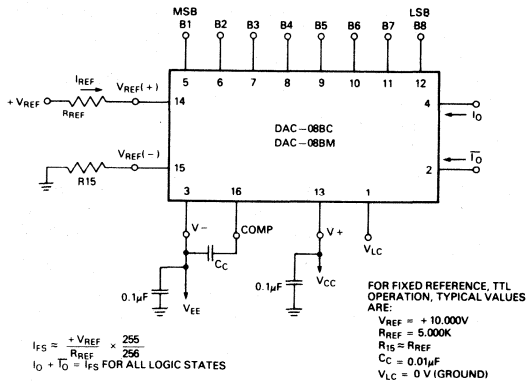 MSB LSB
B1 B2 B3 B4 B5 B6 B7 B8
5 6 7 8 9 10 11 12
IREF
VREF(+)
+ VREF
RREF
14
4
IO
DAC-08BC
DAC-08BM
VREF(-)
R15
15
2
IO
3 16 13 1
V- COMP V+
CC
VLC
0.1µF
VEE
0.1µF
VCC
FOR FIXED REFERENCE, TTL
OPERATION, TYPICAL VALUES
ARE:
VREF = +10.000V
RREF = 5.000K
R15 ≈ RREF
CC = 0.01µF
VLC = 0 V (GROUND)
IFS ≈ + VREF / RREF × 255 / 256
IO + I̅O̅ = IFS FOR ALL LOGIC STATES